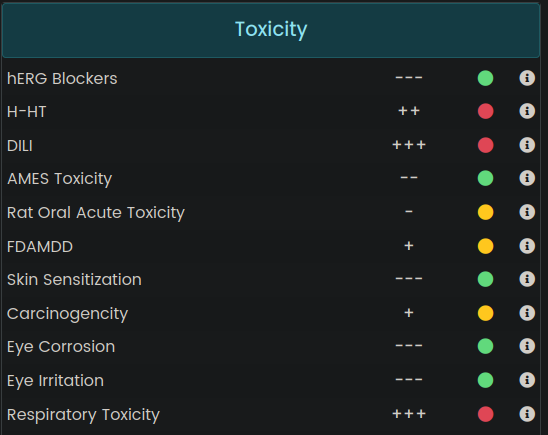 Toxicity
hERG Blockers --- i
H-HT ++ i
DILI +++ i
AMES Toxicity -- i
Rat Oral Acute Toxicity - i
FDAMDD + i
Skin Sensitization --- i
Carcinogencity + i
Eye Corrosion --- i
Eye Irritation --- i
Respiratory Toxicity +++ i